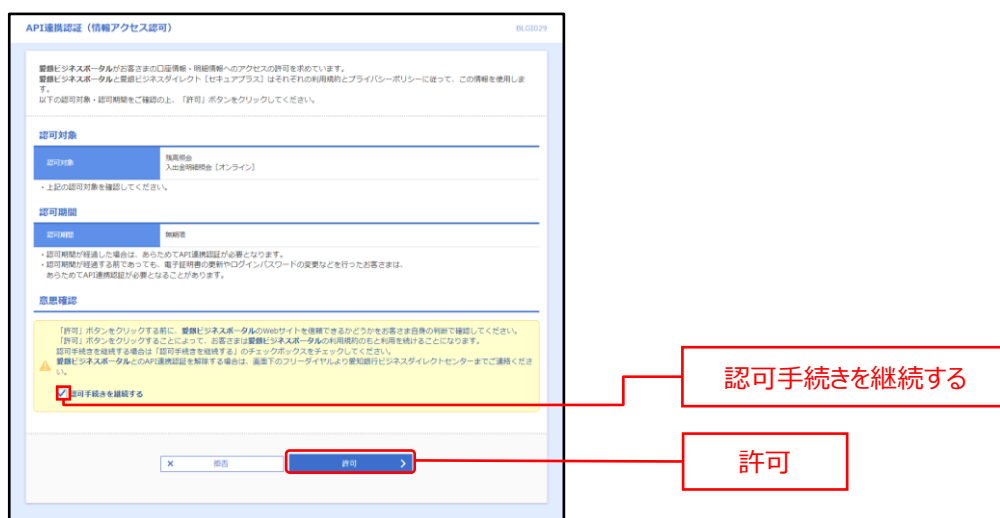 API連携認証（情報アクセス認可）
BLGI029
愛銀ビジネスポータルがお客さまの口座情報・明細情報へのアクセスの許可を求めています。
愛銀ビジネスポータルと愛銀ビジネスダイレクト［セキュアプラス］はそれぞれの利用規約とプライバシーポリシーに従って、この情報を使用しま
す。
以下の認可対象・認可期間をご確認の上、「許可」ボタンをクリックしてください。
認可対象
認可対象
残高照会
入出金明細照会［オンライン］
・上記の認可対象を確認してください。
認可期間
認可期間
無期限
・認可期間が経過した場合は、あらためてAPI連携認証が必要となります。
・認可期間が経過する前であっても、電子証明書の更新やログインパスワードの変更などを行ったお客さまは、
あらためてAPI連携認証が必要となることがあります。
意思確認
「許可」ボタンをクリックする前に、愛銀ビジネスポータルのWebサイトを信頼できるかどうかをお客さま自身の判断で確認してください。
「許可」ボタンをクリックすることによって、お客さまは愛銀ビジネスポータルの利用規約のもと利用を続けることになります。
認可手続きを継続する場合は「認可手続きを継続する」のチェックボックスをチェックしてください。
愛銀ビジネスポータルとのAPI連携認証を解除する場合は、画面下のフリーダイヤルより愛知銀行ビジネスダイレクトセンターまでご連絡くださ
い。
認可手続きを継続する
認可手続きを継続する
× 拒否
許可
許可